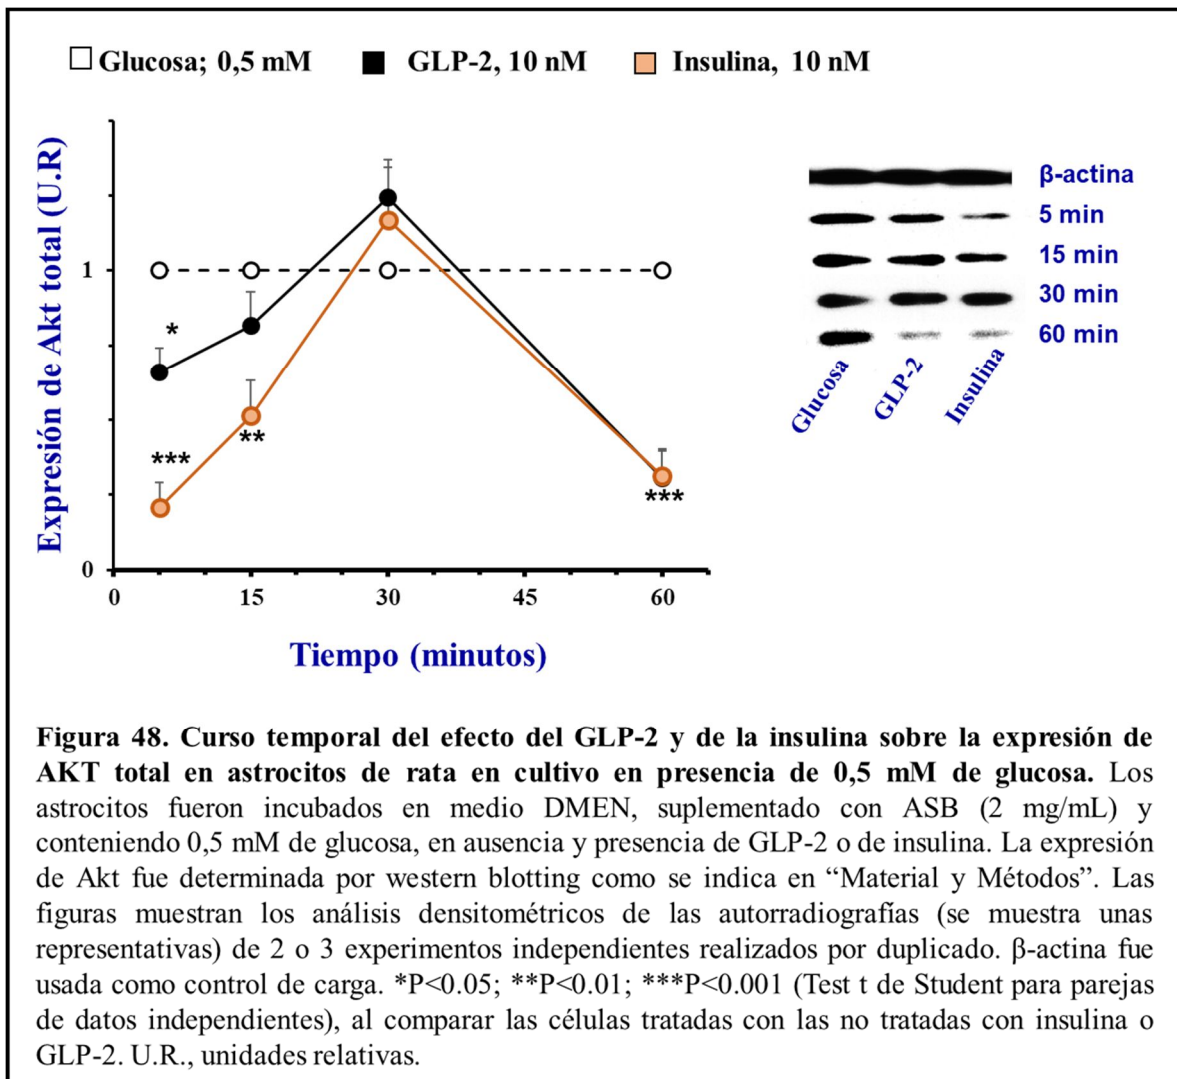 Glucosa; 0,5 mM GLP-2, 10 nM Insulina, 10 nM
Expresión de Akt total (U.R)
1
0
*
***
**
***
0 15 30 45 60
Tiempo (minutos)
β-actina
5 min
15 min
30 min
60 min
Glucosa
GLP-2
Insulina
Figura 48. Curso temporal del efecto del GLP-2 y de la insulina sobre la expresión de
AKT total en astrocitos de rata en cultivo en presencia de 0,5 mM de glucosa. Los
astrocitos fueron incubados en medio DMEN, suplementado con ASB (2 mg/mL) y
conteniendo 0,5 mM de glucosa, en ausencia y presencia de GLP-2 o de insulina. La expresión
de Akt fue determinada por western blotting como se indica en “Material y Métodos”. Las
figuras muestran los análisis densitométricos de las autorradiografías (se muestra unas
representativas) de 2 o 3 experimentos independientes realizados por duplicado. β-actina fue
usada como control de carga. *P<0.05; **P<0.01; ***P<0.001 (Test t de Student para parejas
de datos independientes), al comparar las células tratadas con las no tratadas con insulina o
GLP-2. U.R., unidades relativas.